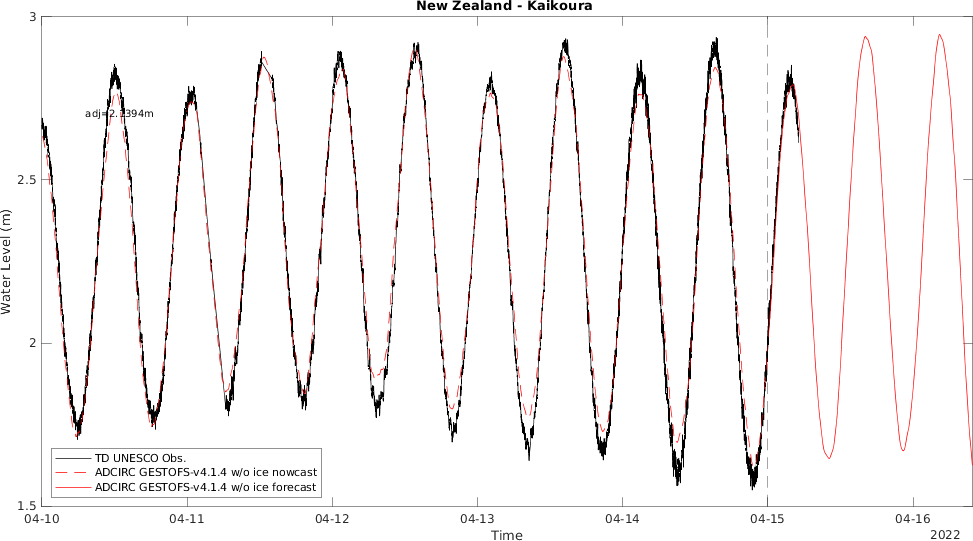 New Zealand - Kaikoura
3
2.5
2
1.5
Water Level (m)
adj=2.1394m
TD UNESCO Obs.
ADCIRC GESTOFS-v4.1.4 w/o ice nowcast
ADCIRC GESTOFS-v4.1.4 w/o ice forecast
04-10 04-11 04-12 04-13 04-14 04-15 04-16
Time
2022